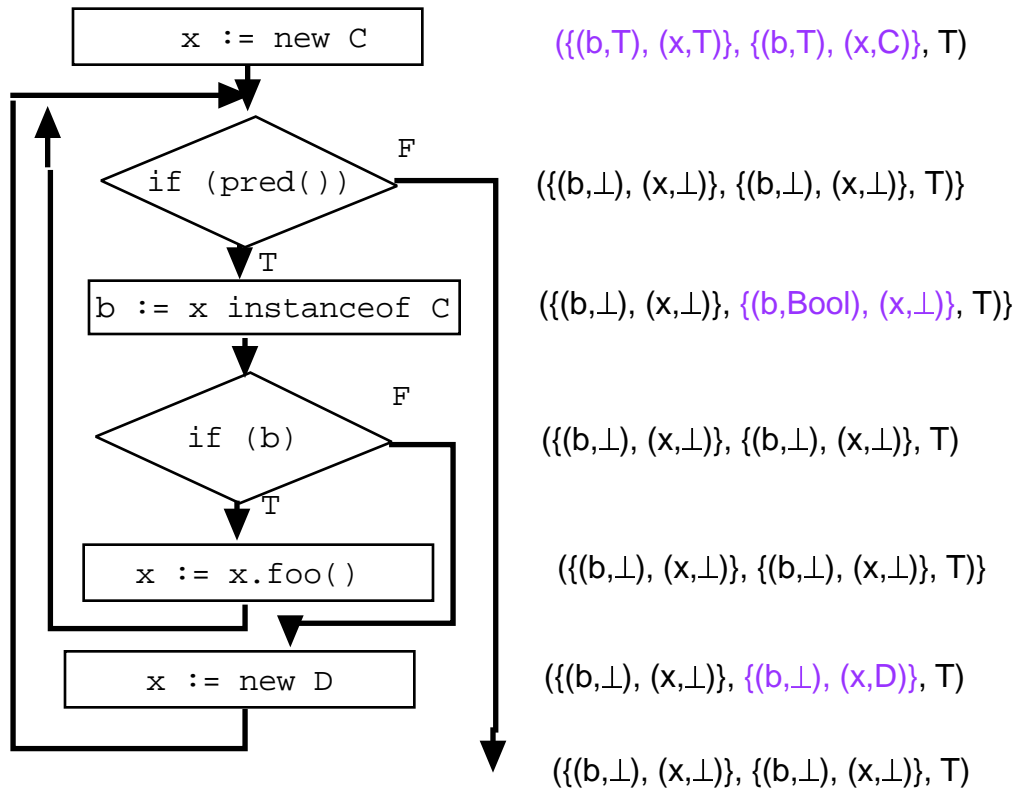 x := new C
({(b,T), (x,T)}, {(b,T), (x,C)}, T)
F
if (pred())
({(b,⊥), (x,⊥)}, {(b,⊥), (x,⊥)}, T)}
T
b := x instanceof C
({(b,⊥), (x,⊥)}, {(b,Bool), (x,⊥)}, T)}
F
if (b)
({(b,⊥), (x,⊥)}, {(b,⊥), (x,⊥)}, T)
T
x := x.foo()
({(b,⊥), (x,⊥)}, {(b,⊥), (x,⊥)}, T)}
x := new D
({(b,⊥), (x,⊥)}, {(b,⊥), (x,D)}, T)
({(b,⊥), (x,⊥)}, {(b,⊥), (x,⊥)}, T)